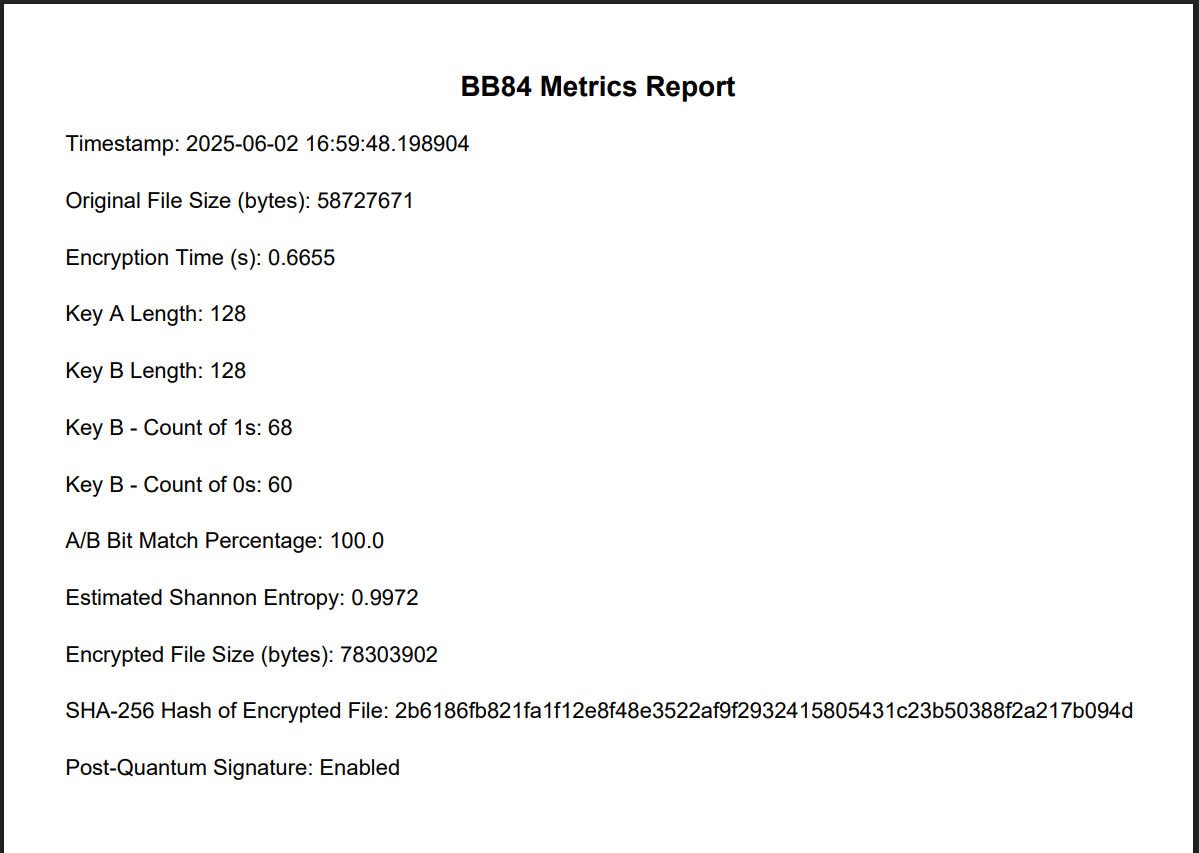 BB84 Metrics Report
Timestamp: 2025-06-02 16:59:48.198904
Original File Size (bytes): 58727671
Encryption Time (s): 0.6655
Key A Length: 128
Key B Length: 128
Key B - Count of 1s: 68
Key B - Count of 0s: 60
A/B Bit Match Percentage: 100.0
Estimated Shannon Entropy: 0.9972
Encrypted File Size (bytes): 78303902
SHA-256 Hash of Encrypted File: 2b6186fb821fa1f12e8f48e3522af9f2932415805431c23b50388f2a217b094d
Post-Quantum Signature: Enabled